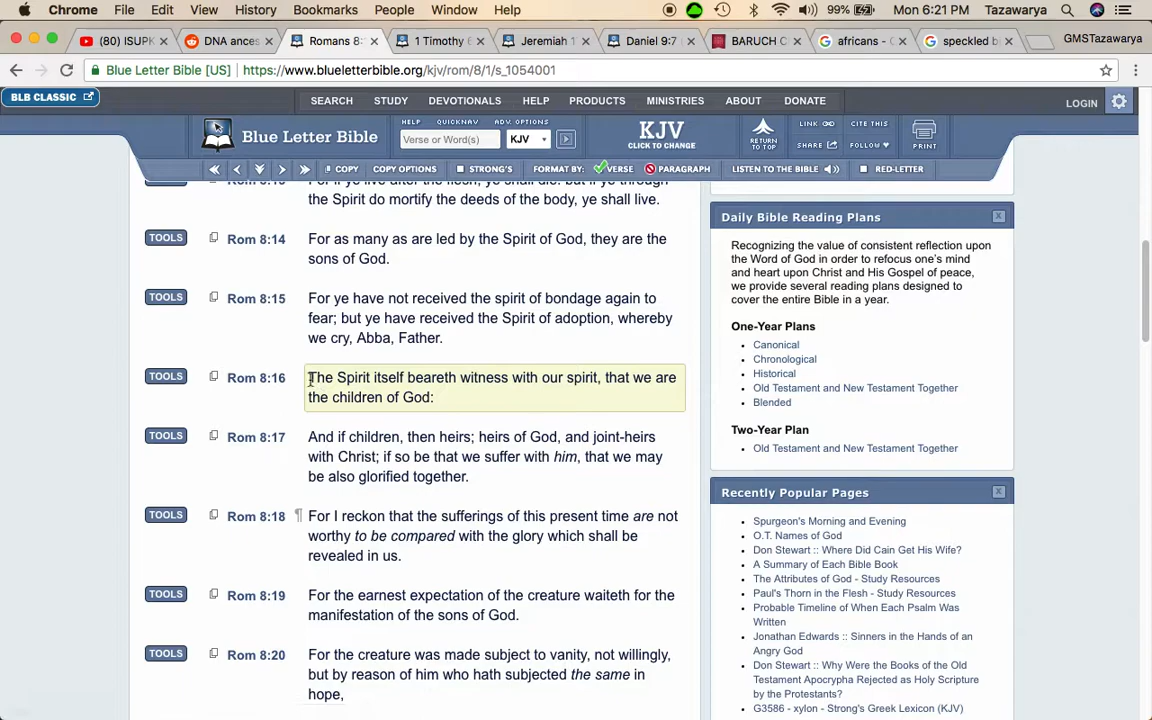 Chrome File Edit View History Bookmarks People Window Help 99% Mon 6:21 PM Tazawarya
(80) ISUPK
DNA ances
Romans 8:
1 Timothy 6
Jeremiah 1
Daniel 9:7 (
BARUCH C
africans - G
speckled b
GMSTazawarya
Blue Letter Bible [US] https://www.blueletterbible.org/kjv/rom/8/1/s_1054001
BLB CLASSIC
SEARCH STUDY DEVOTIONALS HELP PRODUCTS MINISTRIES ABOUT DONATE
LOGIN
Blue Letter Bible
HELP QUICKNAV ADV. OPTIONS
Verse or Word(s) KJV
KJV
CLICK TO CHANGE
RETURN TO TOP
LINK CITE THIS
SHARE FOLLOW
PRINT
COPY COPY OPTIONS STRONG'S FORMAT BY: VERSE PARAGRAPH LISTEN TO THE BIBLE RED-LETTER
For if ye live after the flesh, ye shall die: but if ye through
the Spirit do mortify the deeds of the body, ye shall live.
TOOLS Rom 8:14 For as many as are led by the Spirit of God, they are the
sons of God.
TOOLS Rom 8:15 For ye have not received the spirit of bondage again to
fear; but ye have received the Spirit of adoption, whereby
we cry, Abba, Father.
TOOLS Rom 8:16 The Spirit itself beareth witness with our spirit, that we are
the children of God:
TOOLS Rom 8:17 And if children, then heirs; heirs of God, and joint-heirs
with Christ; if so be that we suffer with him, that we may
be also glorified together.
TOOLS Rom 8:18 ¶ For I reckon that the sufferings of this present time are not
worthy to be compared with the glory which shall be
revealed in us.
TOOLS Rom 8:19 For the earnest expectation of the creature waiteth for the
manifestation of the sons of God.
TOOLS Rom 8:20 For the creature was made subject to vanity, not willingly,
but by reason of him who hath subjected the same in
hope,
Daily Bible Reading Plans
Recognizing the value of consistent reflection upon
the Word of God in order to refocus one's mind
and heart upon Christ and His Gospel of peace,
we provide several reading plans designed to
cover the entire Bible in a year.
One-Year Plans
Canonical
Chronological
Historical
Old Testament and New Testament Together
Blended
Two-Year Plan
Old Testament and New Testament Together
Recently Popular Pages
Spurgeon's Morning and Evening
O.T. Names of God
Don Stewart :: Where Did Cain Get His Wife?
A Summary of Each Bible Book
The Attributes of God - Study Resources
Paul's Thorn in the Flesh - Study Resources
Probable Timeline of When Each Psalm Was
Written
Jonathan Edwards :: Sinners in the Hands of an
Angry God
Don Stewart :: Why Were the Books of the Old
Testament Apocrypha Rejected as Holy Scripture
by the Protestants?
G3586 - xylon - Strong's Greek Lexicon (KJV)